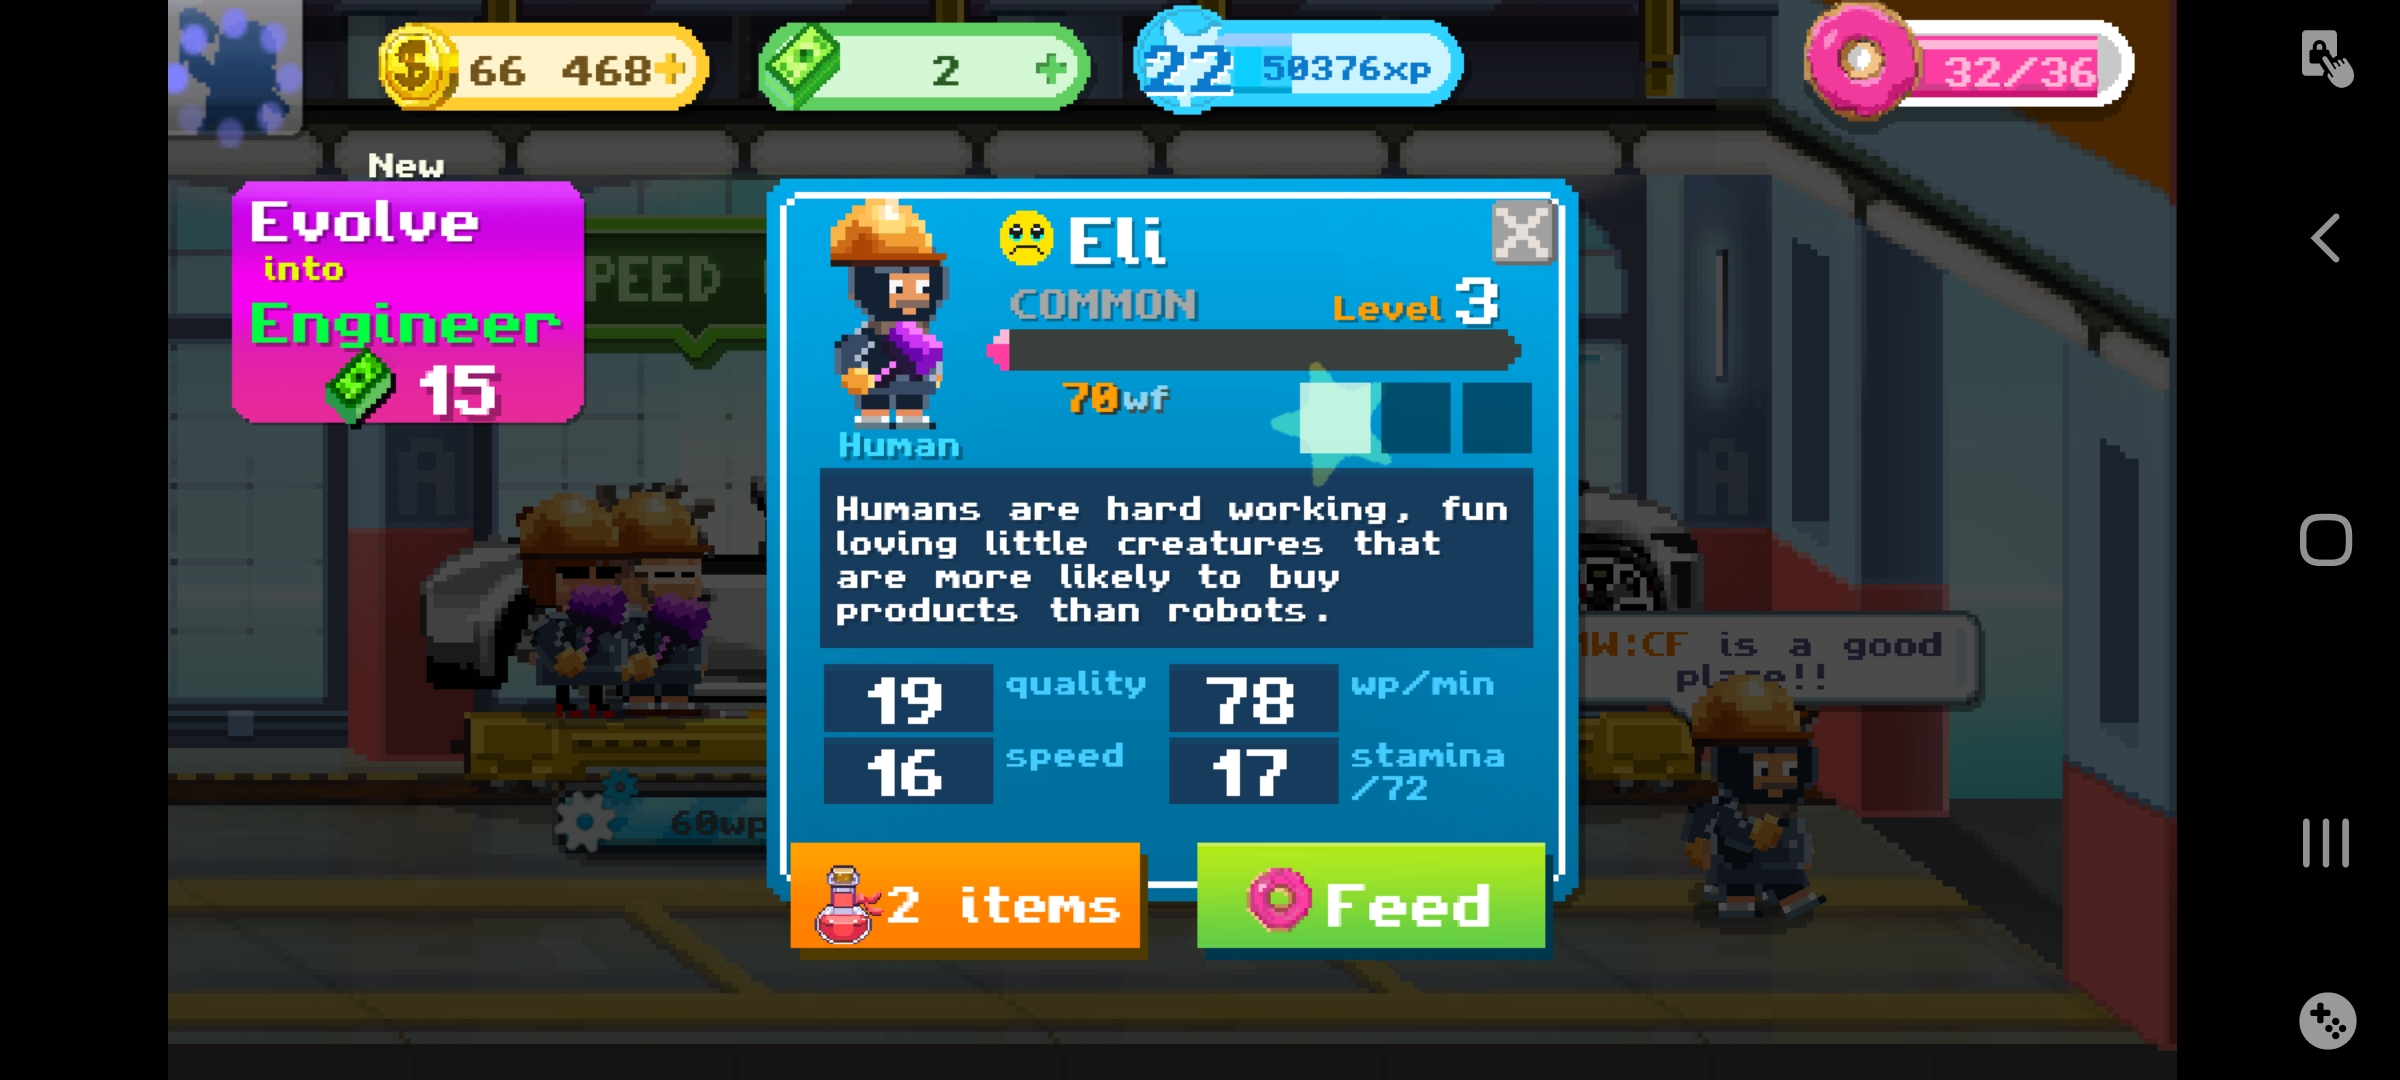 66 468+
2 +
22 50376xp
32/36
New
Evolve
into
Engineer
15
PEED
Eli
COMMON
Level 3
70wf
Human
Humans are hard working, fun
loving little creatures that
are more likely to buy
products than robots.
19 quality 78 wp/min
16 speed 17 stamina
/72
2 items
Feed
MW:CF is a good
place!!
60wp
A
A